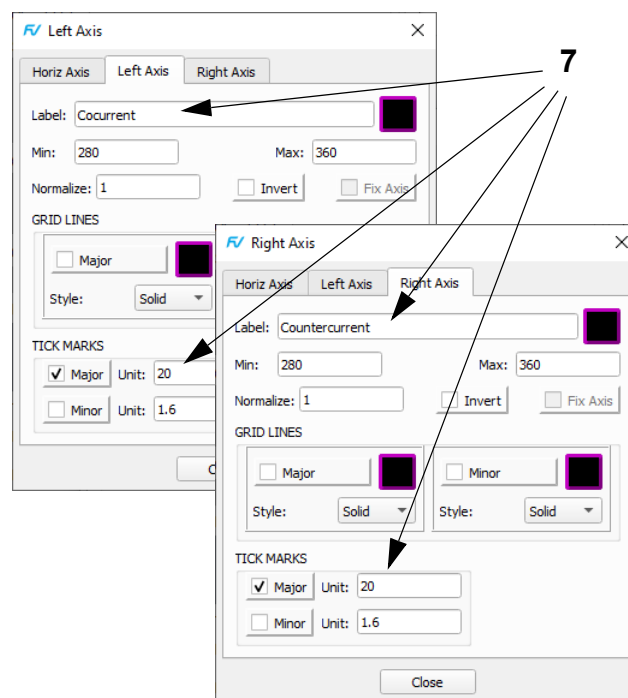 FV Left Axis
Horiz Axis Left Axis Right Axis
7
Label: Cocurrent
Min: 280 Max: 360
Normalize: 1 Invert Fix Axis
GRID LINES
Major
Style: Solid
TICK MARKS
Major Unit: 20
Minor Unit: 1.6
C
FV Right Axis
Horiz Axis Left Axis Right Axis
Label: Countercurrent
Min: 280 Max: 360
Normalize: 1 Invert Fix Axis
GRID LINES
Major Minor
Style: Solid Style: Solid
TICK MARKS
Major Unit: 20
Minor Unit: 1.6
Close